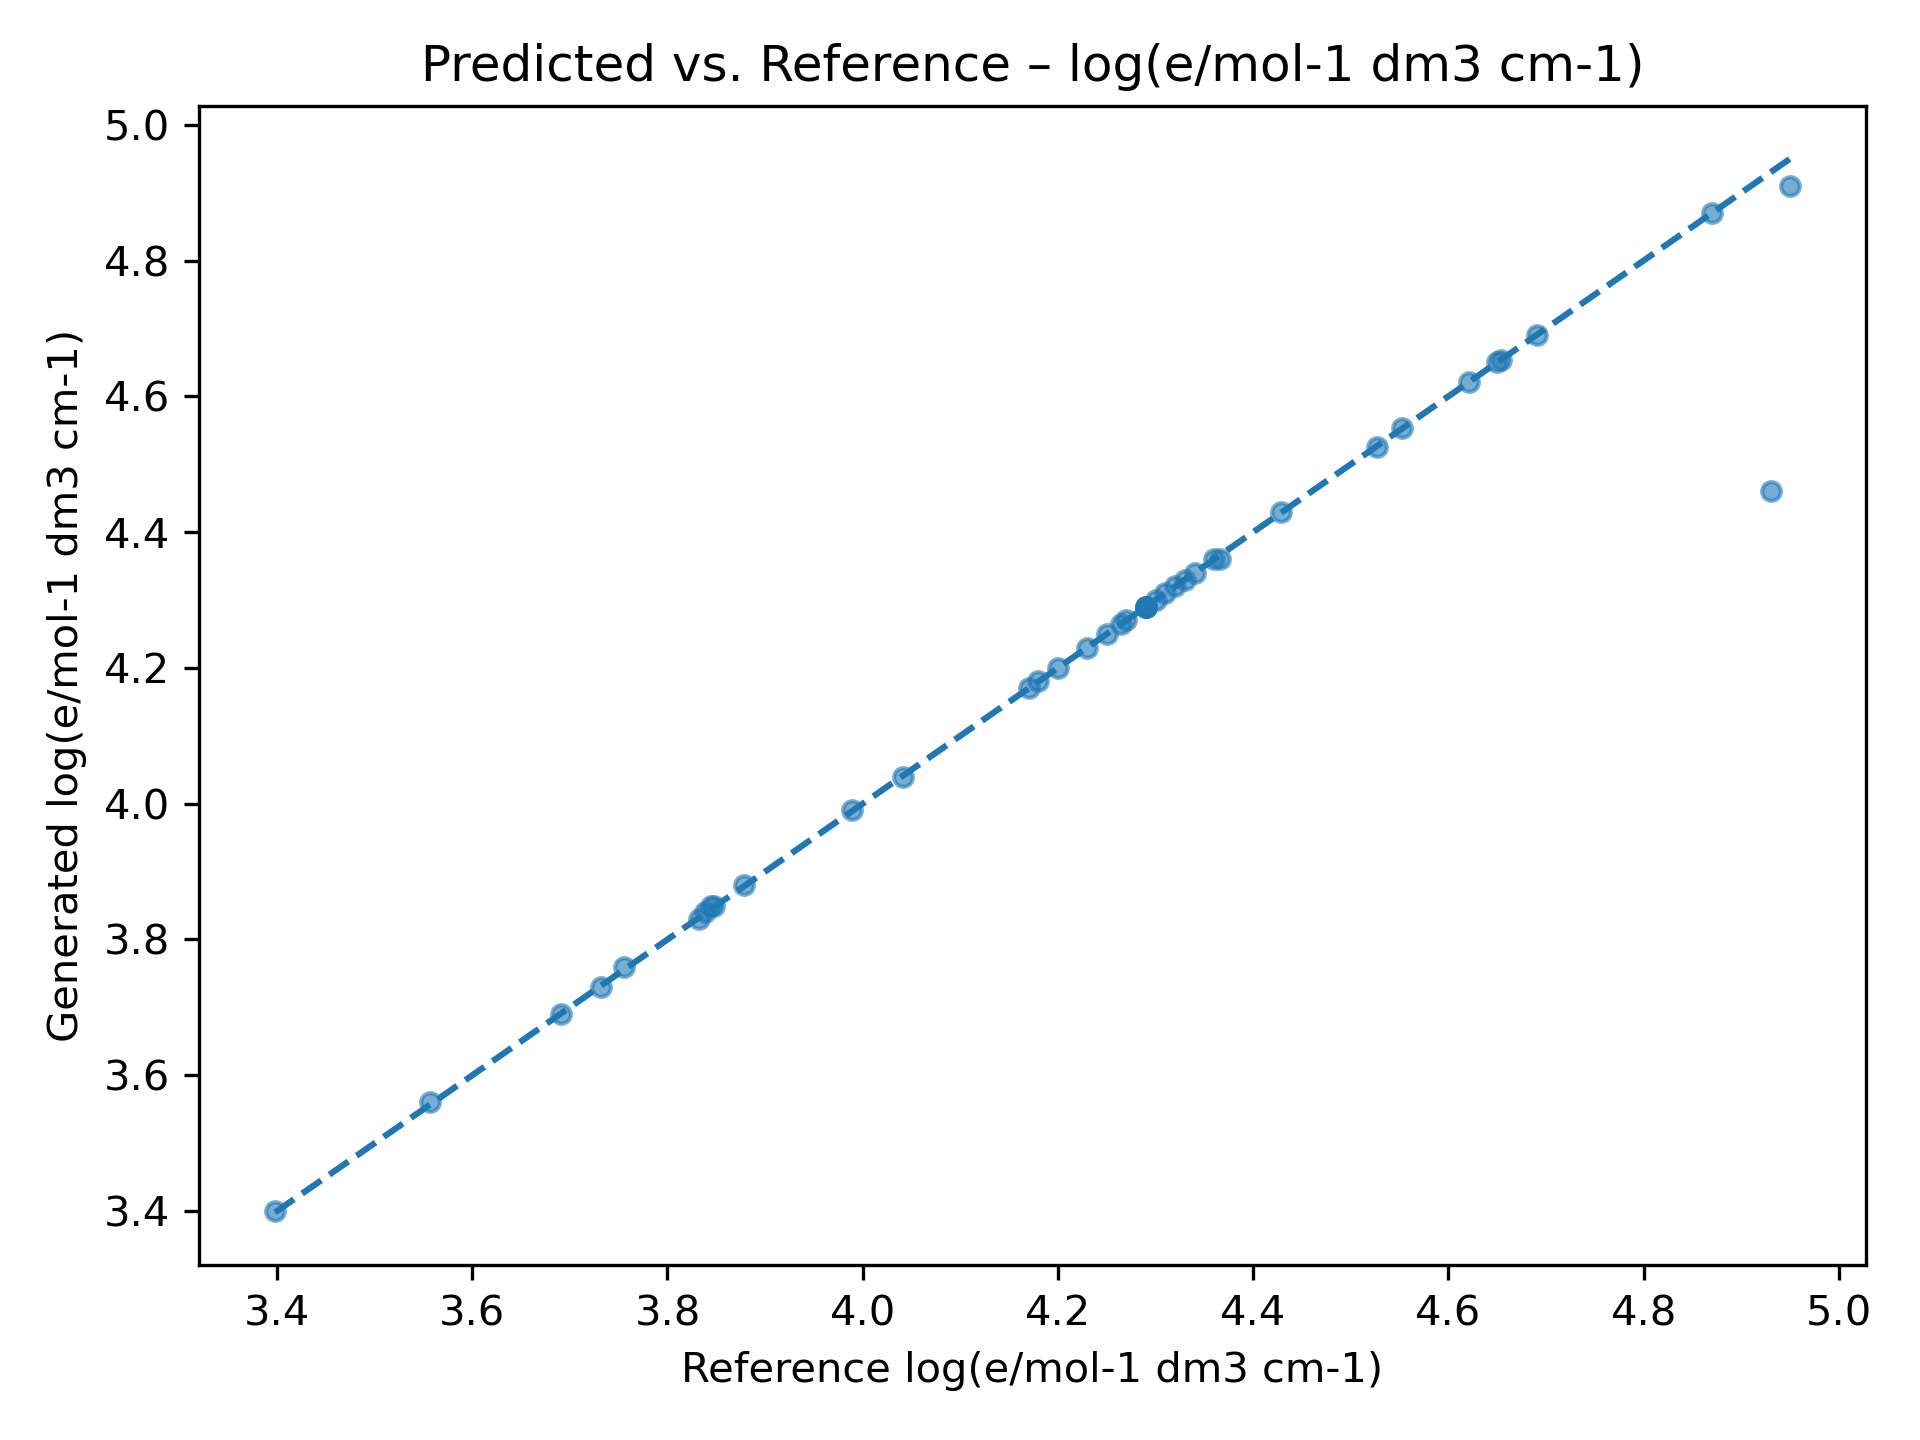 Predicted vs. Reference – log(e/mol-1 dm3 cm-1)
5.0
4.8
4.6
4.4
4.2
4.0
3.8
3.6
3.4
Generated log(e/mol-1 dm3 cm-1)
3.4 3.6 3.8 4.0 4.2 4.4 4.6 4.8 5.0
Reference log(e/mol-1 dm3 cm-1)